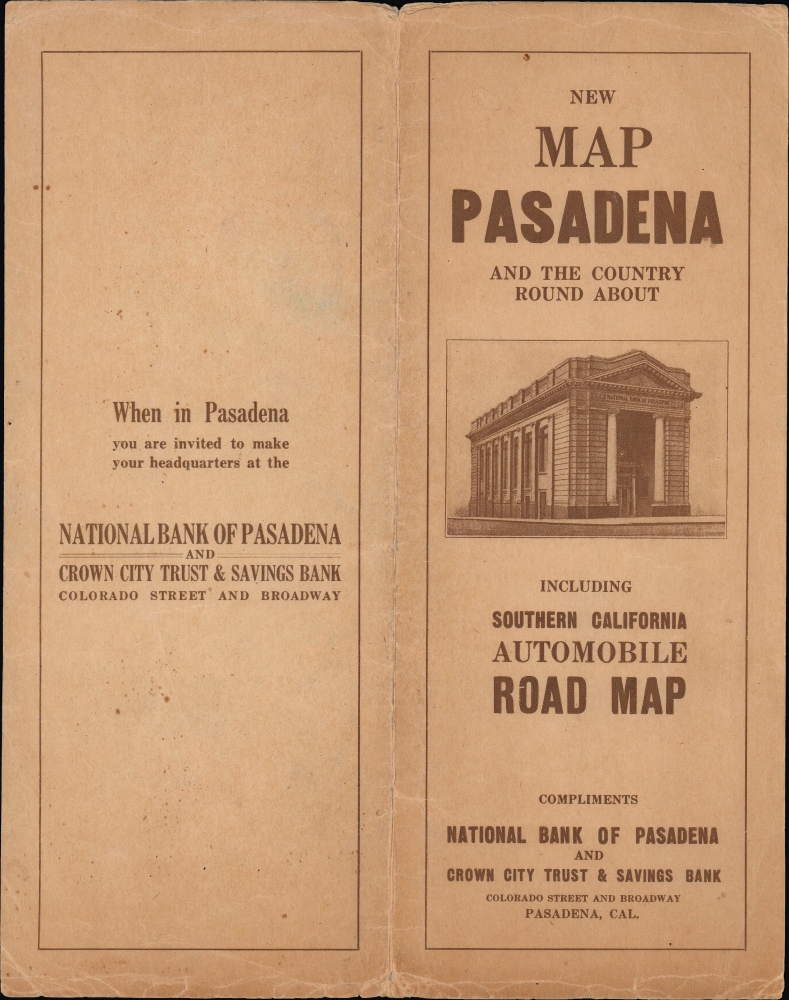 When in Pasadena
you are invited to make
your headquarters at the
NATIONAL BANK OF PASADENA
AND
CROWN CITY TRUST & SAVINGS BANK
COLORADO STREET AND BROADWAY
NEW
MAP
PASADENA
AND THE COUNTRY
ROUND ABOUT
NATIONAL BANK OF PASADENA
INCLUDING
SOUTHERN CALIFORNIA
AUTOMOBILE
ROAD MAP
COMPLIMENTS
NATIONAL BANK OF PASADENA
AND
CROWN CITY TRUST & SAVINGS BANK
COLORADO STREET AND BROADWAY
PASADENA, CAL.